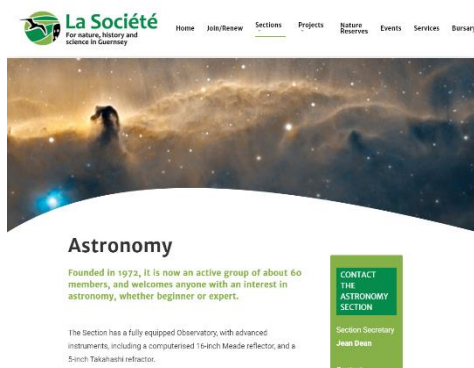 La Société
For nature, history and
science in Guernsey
Home Join/Renew Sections Projects Nature Reserves Events Services Bursary
Astronomy
Founded in 1972, it is now an active group of about 60
members, and welcomes anyone with an interest in
astronomy, whether beginner or expert.
The Section has a fully equipped Observatory, with advanced
instruments, including a computerised 16-inch Meade reflector, and a
5-inch Takahashi refractor.
CONTACT
THE
ASTRONOMY
SECTION
Section Secretary
Jean Dean